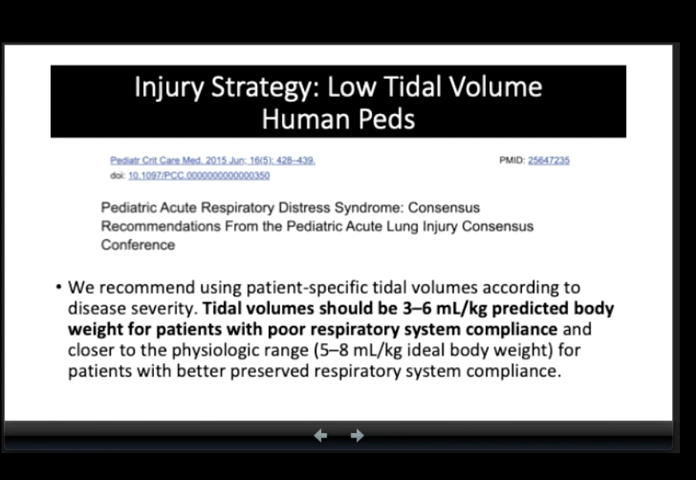 Injury Strategy: Low Tidal Volume
Human Peds
Pediatr Crit Care Med. 2015 Jun; 16(5): 428–439.
PMID: 25647235
doi: 10.1097/PCC.0000000000000350
Pediatric Acute Respiratory Distress Syndrome: Consensus
Recommendations From the Pediatric Acute Lung Injury Consensus
Conference
• We recommend using patient-specific tidal volumes according to
disease severity. Tidal volumes should be 3–6 mL/kg predicted body
weight for patients with poor respiratory system compliance and
closer to the physiologic range (5–8 mL/kg ideal body weight) for
patients with better preserved respiratory system compliance.